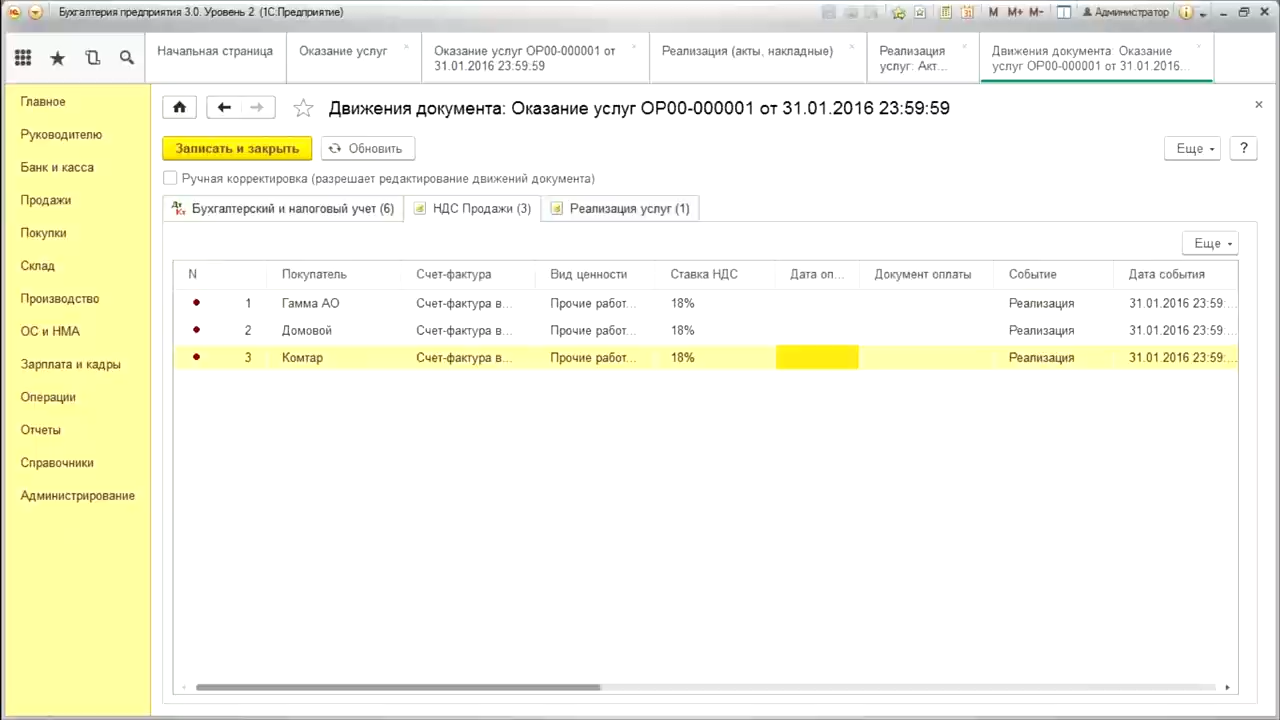 Бухгалтерия предприятия 3.0. Уровень 2 (1С:Предприятие)
M M+ M- Администратор
Начальная страница
Оказание услуг
Оказание услуг ОР00-000001 от
31.01.2016 23:59:59
Реализация (акты, накладные)
Реализация
услуг: Акт...
Движения документа: Оказание
услуг ОР00-000001 от 31.01.2016...
Главное
Руководителю
Банк и касса
Продажи
Покупки
Склад
Производство
ОС и НМА
Зарплата и кадры
Операции
Отчеты
Справочники
Администрирование
Движения документа: Оказание услуг ОР00-000001 от 31.01.2016 23:59:59
Записать и закрыть Обновить Еще ?
Ручная корректировка (разрешает редактирование движений документа)
Дт Кт Бухгалтерский и налоговый учет (6) НДС Продажи (3) Реализация услуг (1)
Еще
N Покупатель Счет-фактура Вид ценности Ставка НДС Дата оп... Документ оплаты Событие Дата события
1 Гамма АО Счет-фактура в... Прочие работ... 18% Реализация 31.01.2016 23:59:...
2 Домовой Счет-фактура в... Прочие работ... 18% Реализация 31.01.2016 23:59:...
3 Комтар Счет-фактура в... Прочие работ... 18% Реализация 31.01.2016 23:59:...